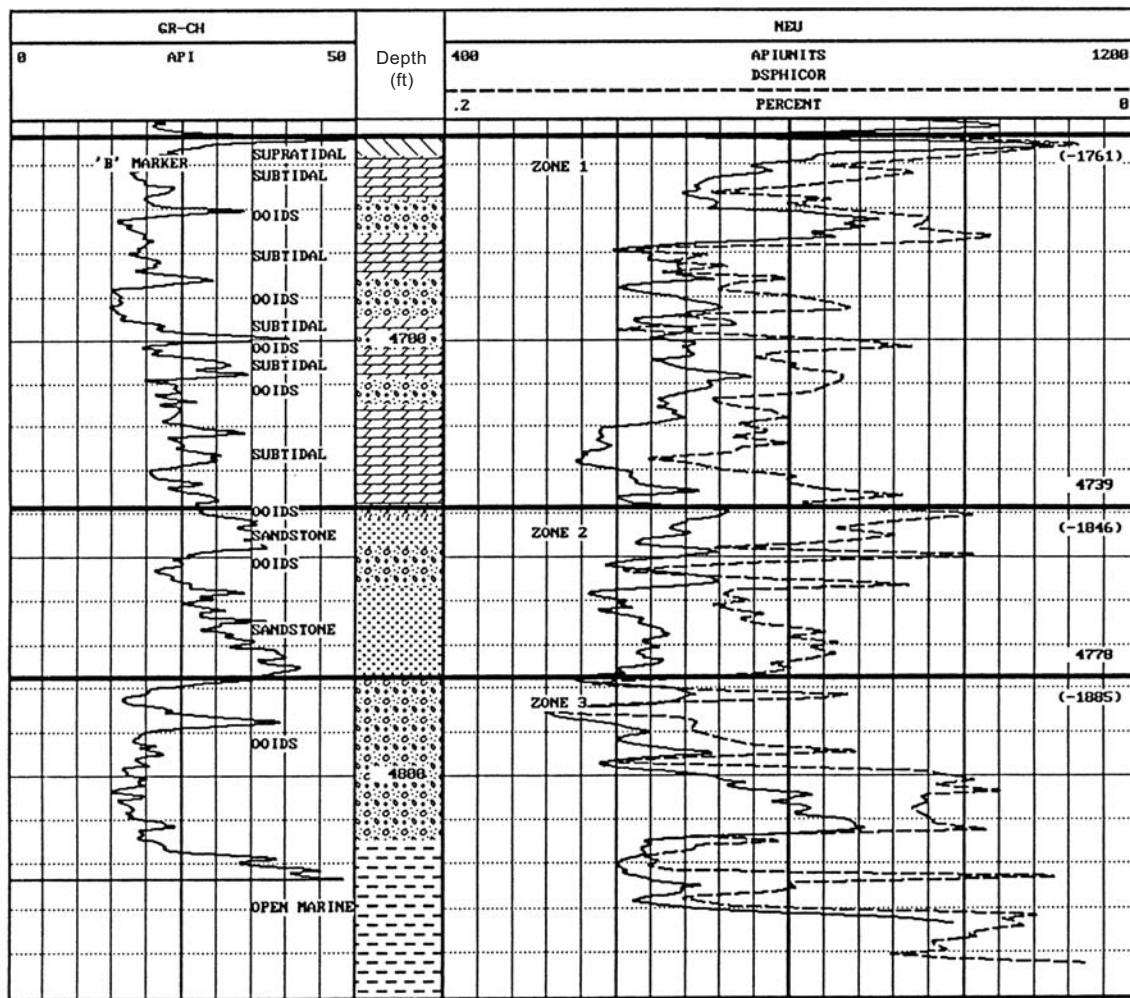 GR-CH
0 API 50
Depth
(ft)
NEU
400 APIUNITS 1200
DSPHICOR
.2 PERCENT 0
'B' MARKER
SUPRATIDAL
SUBTIDAL
OOIDS
SUBTIDAL
OOIDS
SUBTIDAL
OOIDS
SUBTIDAL
OOIDS
SUBTIDAL
OOIDS
SANDSTONE
OOIDS
SANDSTONE
OOIDS
OPEN MARINE
4700
4800
ZONE 1
(-1761)
4739
ZONE 2
(-1846)
4778
ZONE 3
(-1885)